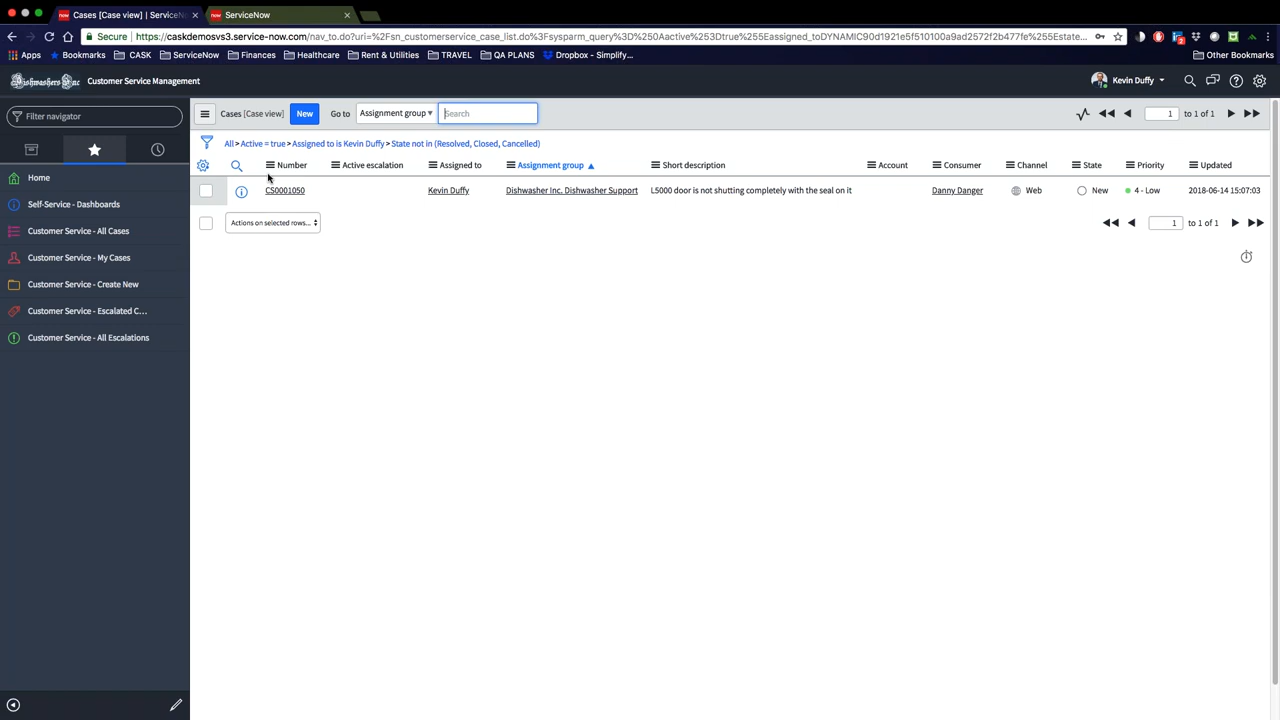 Cases [Case view] | ServiceN
ServiceNow
Secure | https://caskdemosvs3.service-now.com/nav_to.do?uri=%2Fsn_customerservice_case_list.do%3Fsysparm_query%3D%250Aactive%253Dtrue%255Eassigned_toDYNAMIC90d1921e5f510100a9ad2572f2b477fe%255Estate...
Apps
Bookmarks
CASK
ServiceNow
Rent & Utilities
Finances
Healthcare
TRAVEL
QA PLANS
Dropbox - Simplify...
Other Bookmarks
Customer Service Management
Kevin Duffy
Filter navigator
Cases [Case view]
New
Go to
Assignment group
Search
1 to 1 of 1
All > Active = true > Assigned to is Kevin Duffy > State not in (Resolved, Closed, Cancelled)
Number
Active escalation
Assigned to
Assignment group
Short description
Account
Consumer
Channel
State
Priority
Updated
CS0001050
Kevin Duffy
Dishwasher Inc. Dishwasher Support
L5000 door is not shutting completely with the seal on it
Danny Danger
Web
New
4 - Low
2018-06-14 15:07:03
Actions on selected rows...
1 to 1 of 1
Home
Self-Service - Dashboards
Customer Service - All Cases
Customer Service - My Cases
Customer Service - Create New
Customer Service - Escalated C...
Customer Service - All Escalations